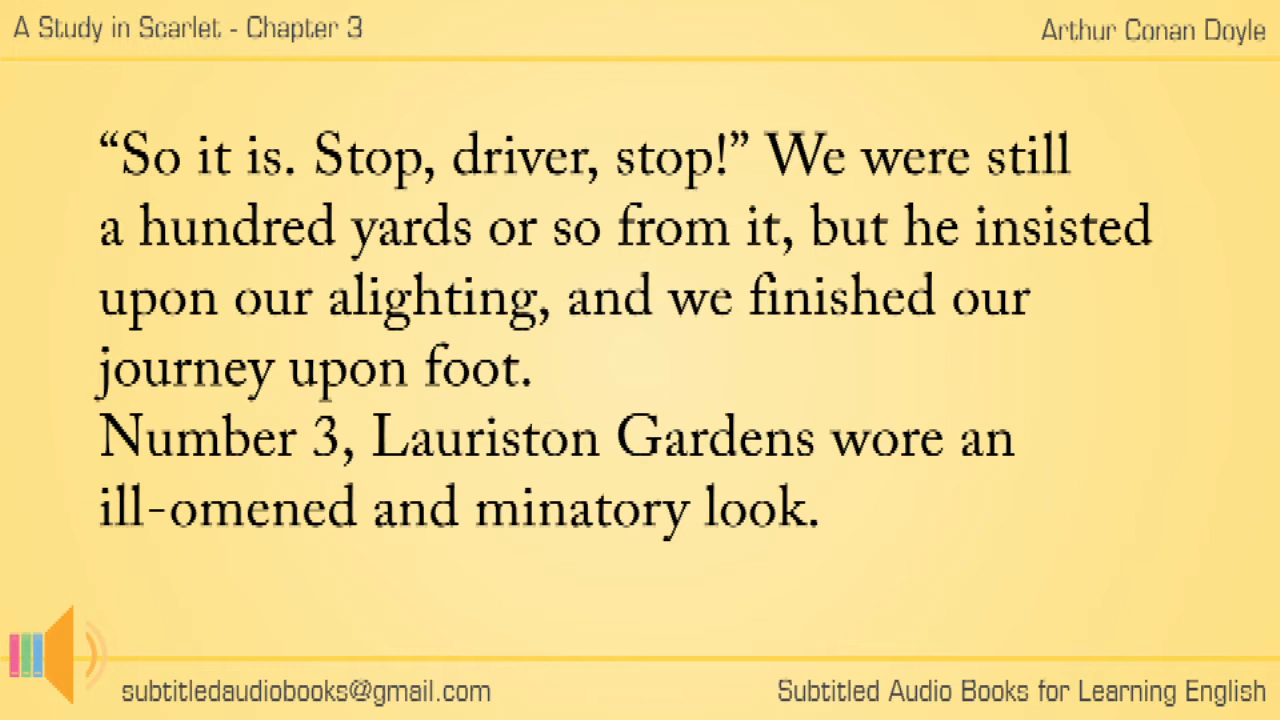 A Study in Scarlet - Chapter 3
Arthur Conan Doyle
“So it is. Stop, driver, stop!” We were still
a hundred yards or so from it, but he insisted
upon our alighting, and we finished our
journey upon foot.
Number 3, Lauriston Gardens wore an
ill-omened and minatory look.
subtitledaudiobooks@gmail.com
Subtitled Audio Books for Learning English